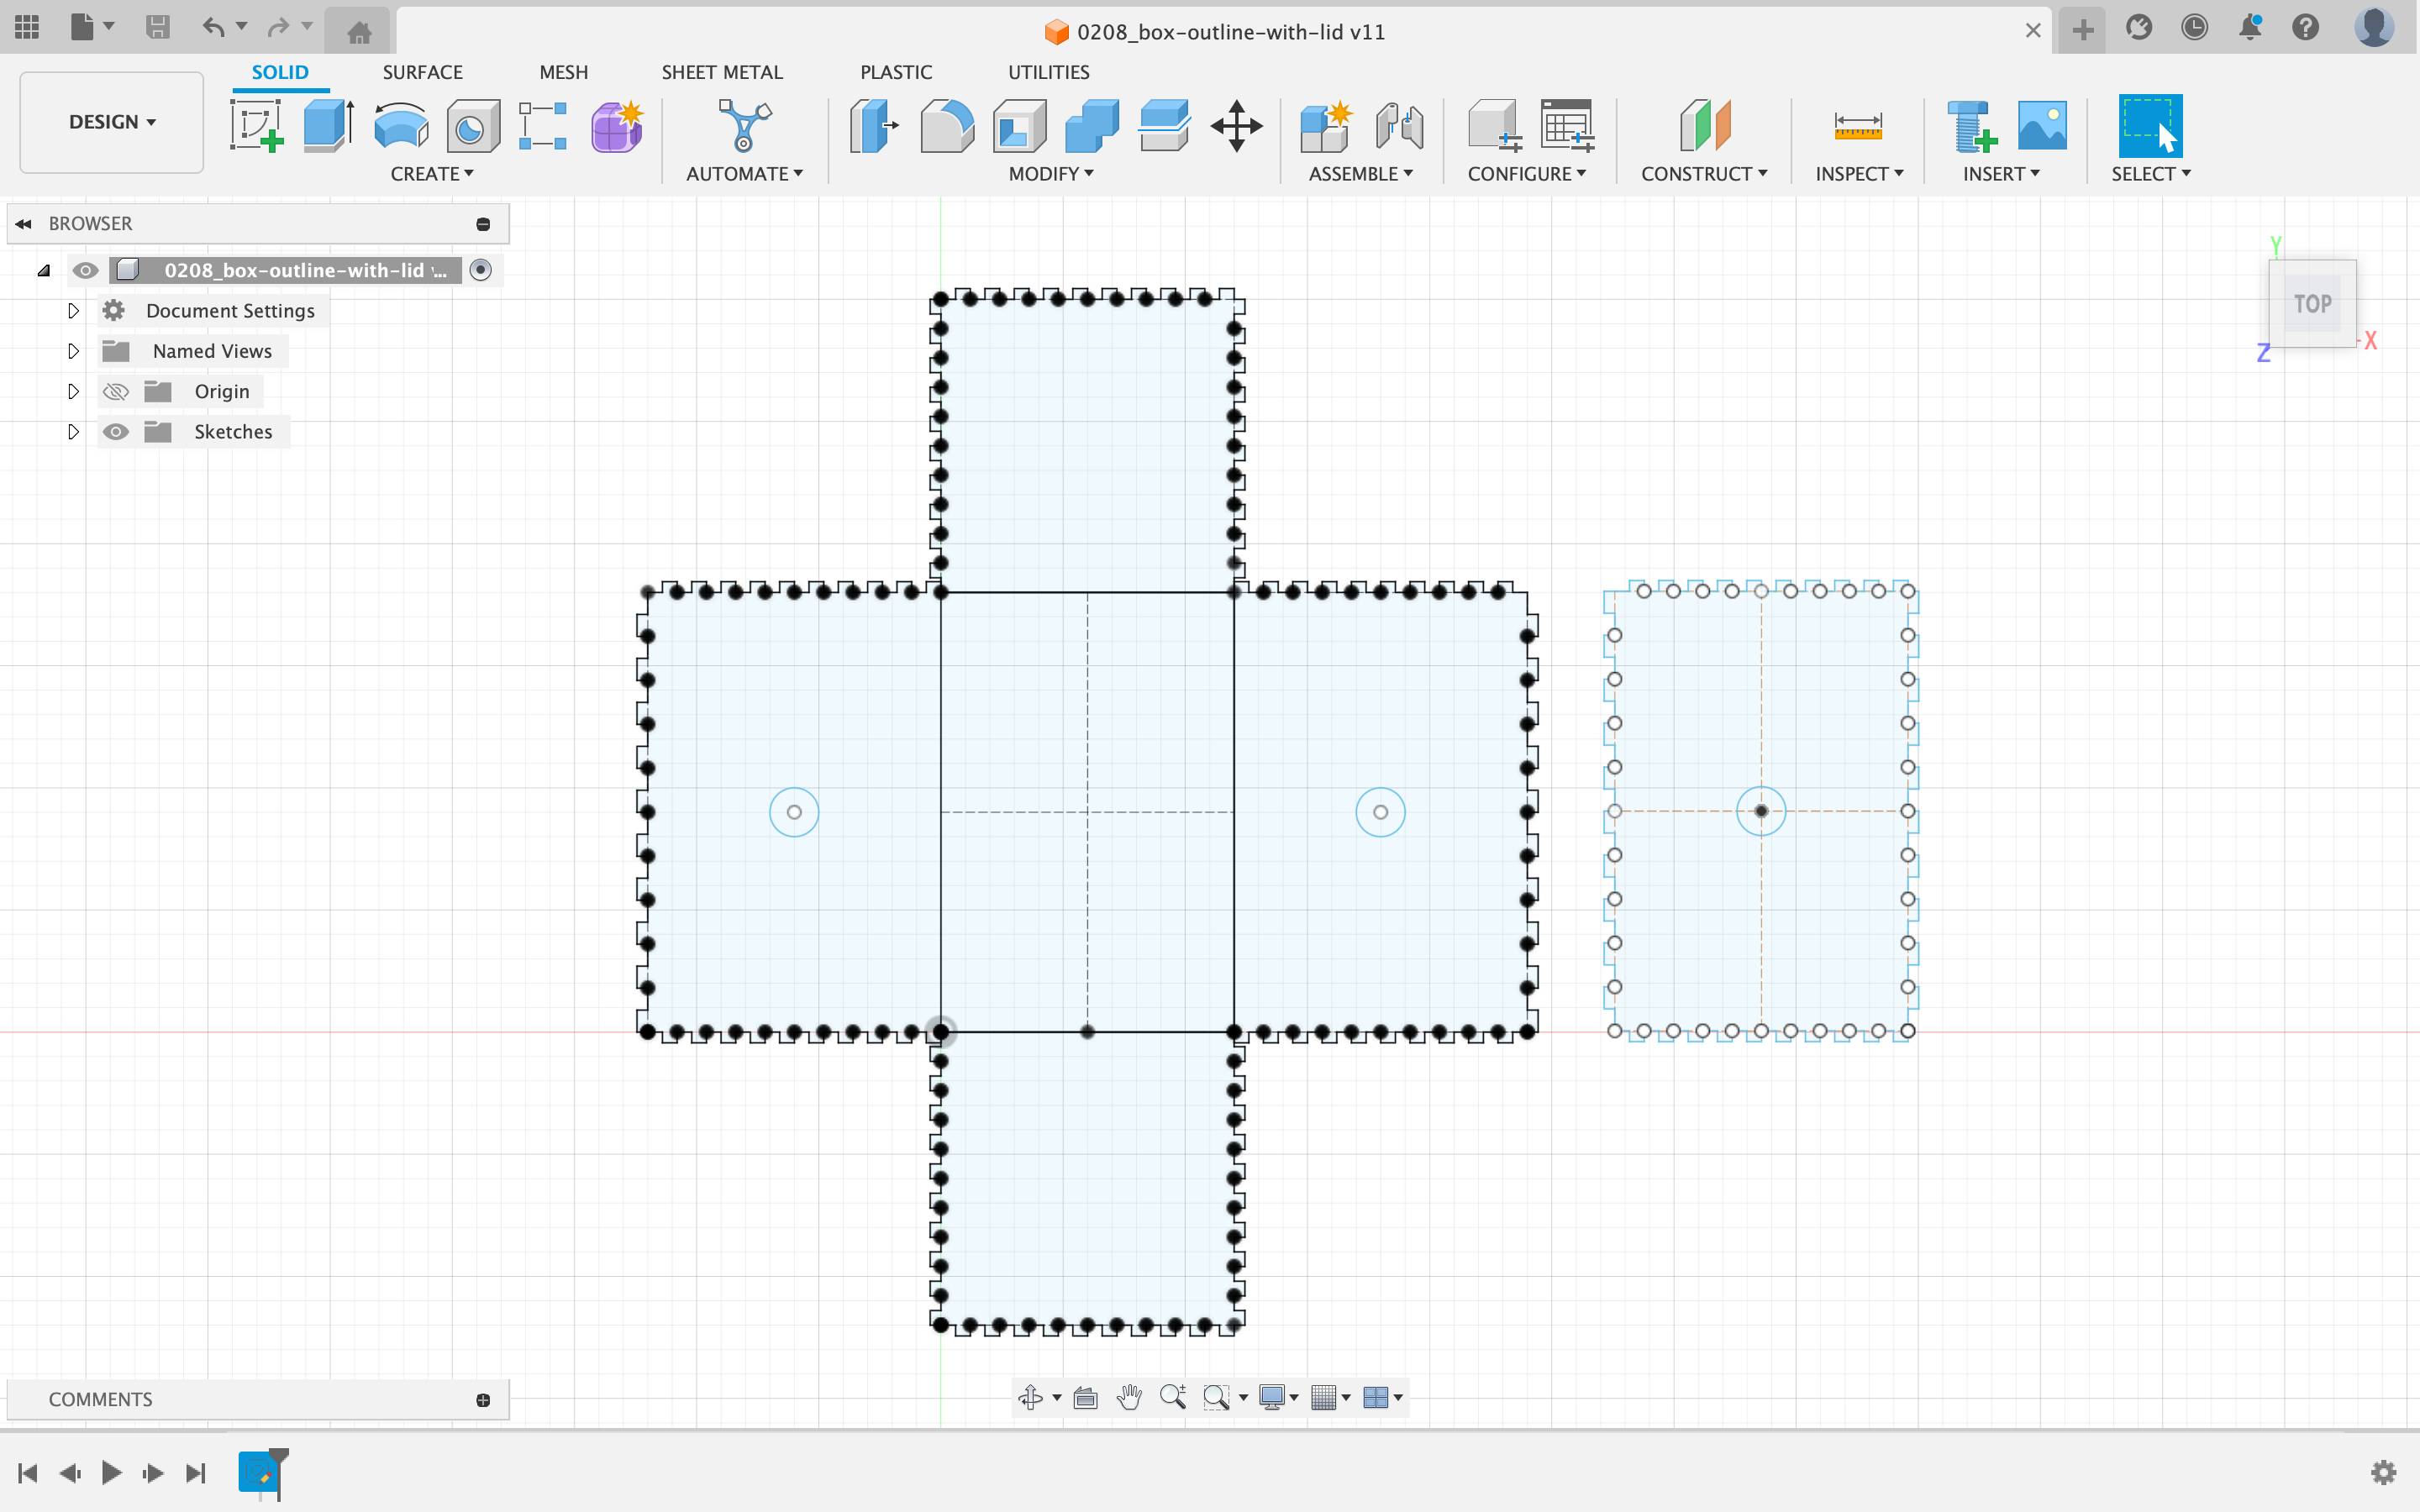 0208_box-outline-with-lid v11
SOLID SURFACE MESH SHEET METAL PLASTIC UTILITIES
DESIGN
CREATE AUTOMATE MODIFY ASSEMBLE CONFIGURE CONSTRUCT INSPECT INSERT SELECT
BROWSER
0208_box-outline-with-lid v...
Document Settings
Named Views
Origin
Sketches
Y
TOP
X
Z
COMMENTS